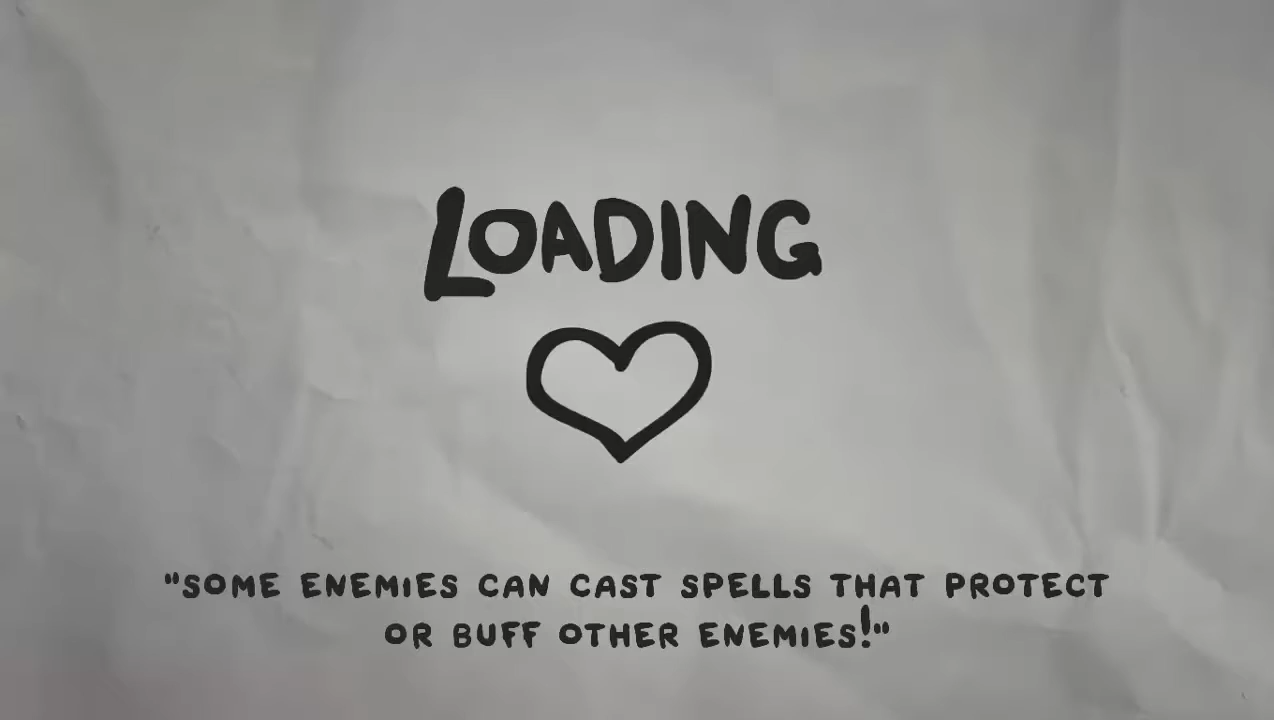 LOADING
"SOME ENEMIES CAN CAST SPELLS THAT PROTECT
OR BUFF OTHER ENEMIES!"